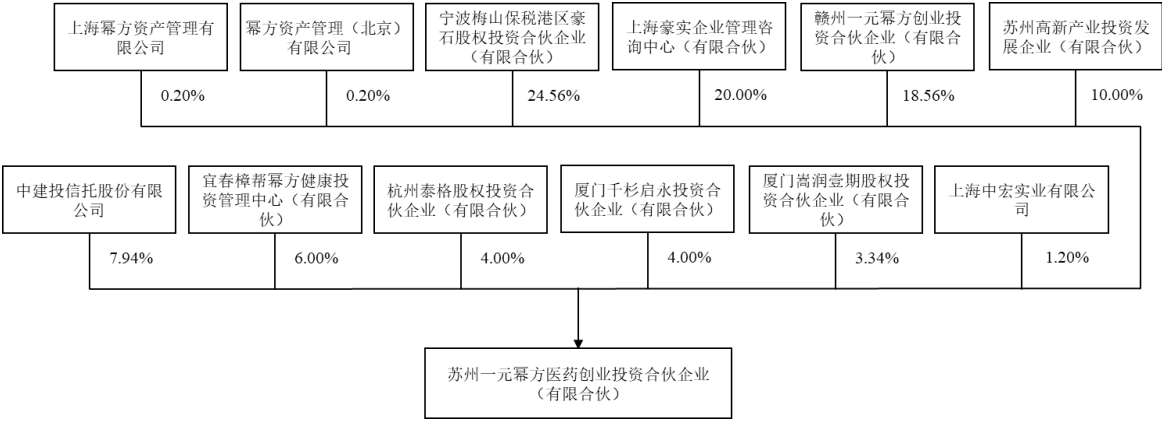 上海幂方资产管理有
限公司
幂方资产管理（北京）
有限公司
宁波梅山保税港区豪
石股权投资合伙企业
（有限合伙）
上海豪实企业管理咨
询中心（有限合伙）
赣州一元幂方创业投
资合伙企业（有限合
伙）
苏州高新产业投资发
展企业（有限合伙）
0.20%
0.20%
24.56%
20.00%
18.56%
10.00%
中建投信托股份有限
公司
宜春樟帮幂方健康投
资管理中心（有限合
伙）
杭州泰格股权投资合
伙企业（有限合伙）
厦门千杉启永投资合
伙企业（有限合伙）
厦门嵩润壹期股权投
资合伙企业（有限合
伙）
上海中宏实业有限公
司
7.94%
6.00%
4.00%
4.00%
3.34%
1.20%
苏州一元幂方医药创业投资合伙企业
（有限合伙）